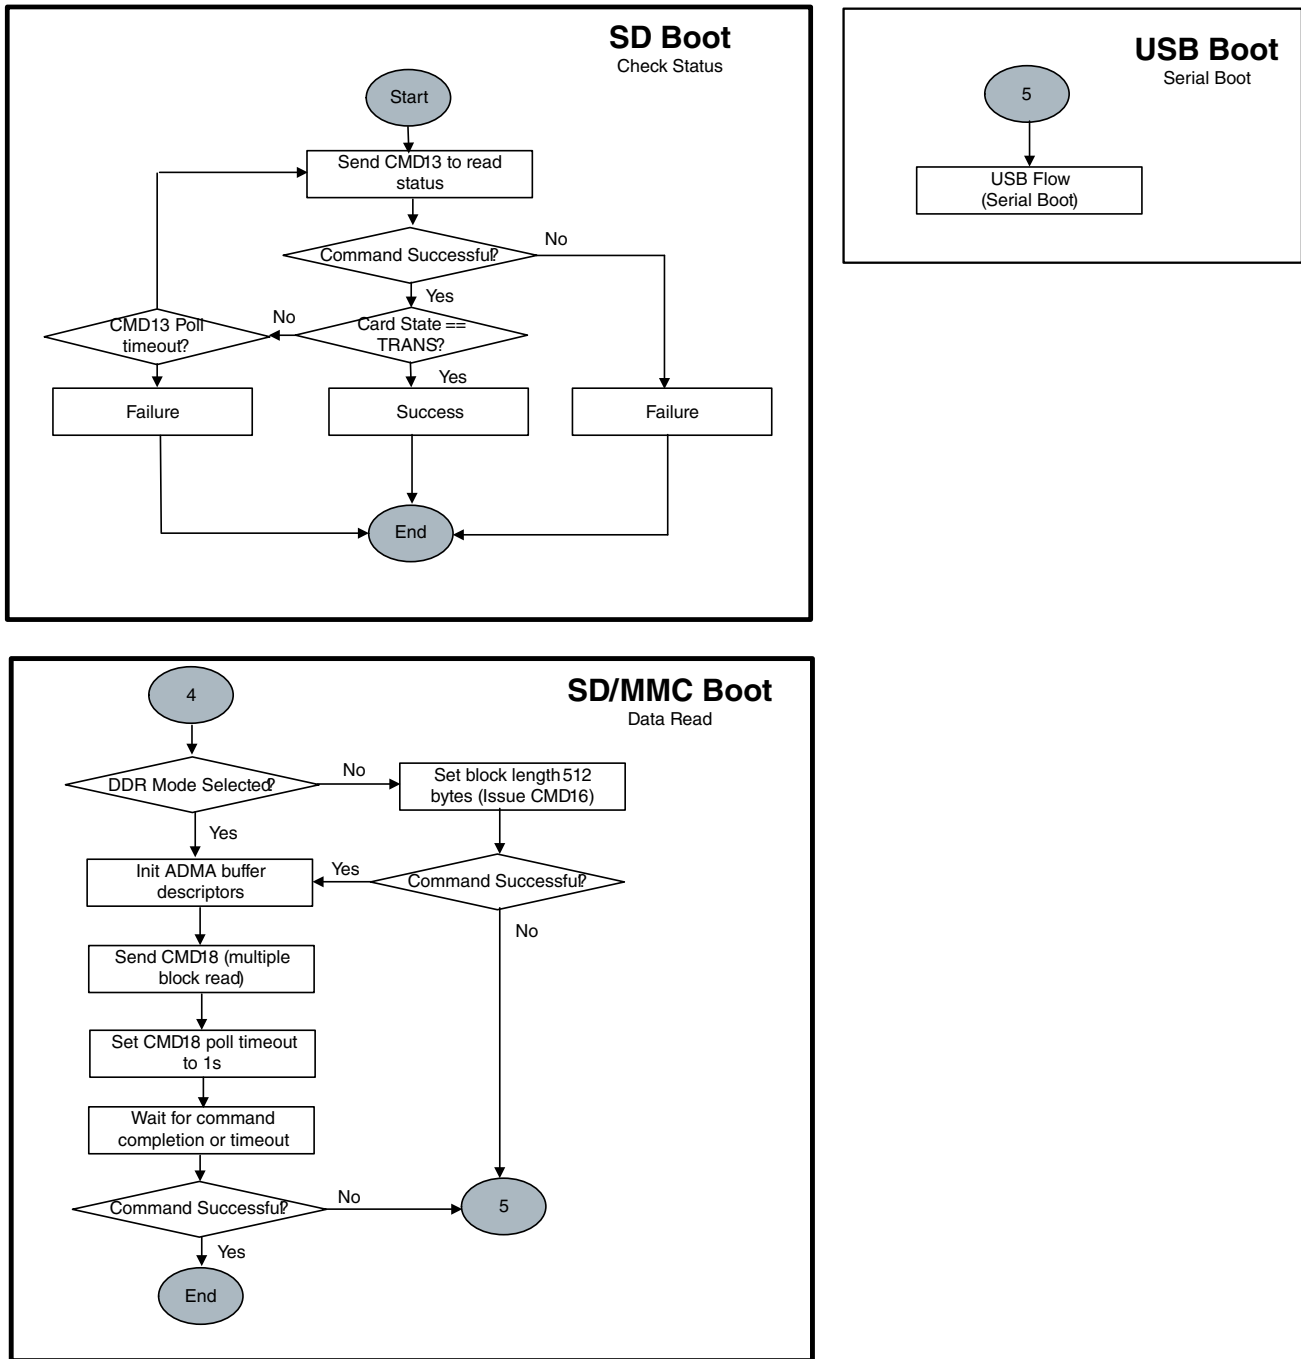 SD Boot
Check Status
Start
Send CMD13 to read
status
Command Successful?
No
Yes
Card State ==
TRANS?
No
CMD13 Poll
timeout?
Yes
Failure
Success
Failure
End
USB Boot
Serial Boot
5
USB Flow
(Serial Boot)
SD/MMC Boot
Data Read
4
DDR Mode Selected?
No
Set block length 512
bytes (Issue CMD16)
Yes
Init ADMA buffer
descriptors
Yes
Command Successful?
No
Send CMD18 (multiple
block read)
Set CMD18 poll timeout
to 1s
Wait for command
completion or timeout
Command Successful?
No
5
Yes
End